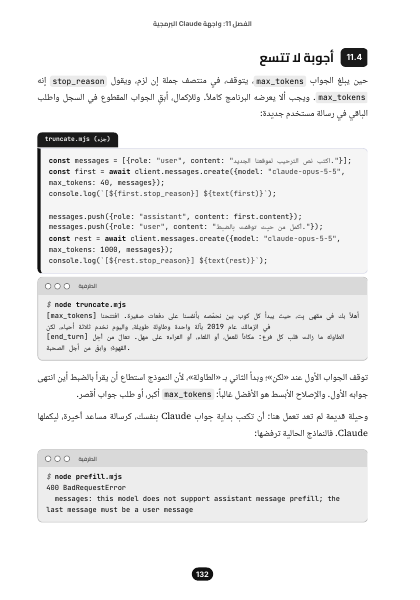 الفصل 11: واجهة Claude البرمجية
11.4 أجوبة لا تتسع
حين يبلغ الجواب max_tokens، يتوقف، في منتصف جملة إن لزم، ويقول stop_reason إنه
max_tokens. ويجب ألا يعرضه البرنامج كاملاً. وللإكمال، أبقِ الجواب المقطوع في السجل واطلب
الباقي في رسالة مستخدم جديدة:
truncate.mjs (جزء)
const messages = [{role: "user", content: "اكتب نص الترحيب لموقعنا الجديد."}];
const first = await client.messages.create({model: "claude-opus-5-5",
max_tokens: 40, messages});
console.log(`[${first.stop_reason}] ${text(first)}`);
messages.push({role: "assistant", content: first.content});
messages.push({role: "user", content: "أكمل من حيث توقفت بالضبط."});
const rest = await client.messages.create({model: "claude-opus-5-5",
max_tokens: 1000, messages});
console.log(`[${rest.stop_reason}] ${text(rest)}`);
الطرفية
$ node truncate.mjs
[max_tokens] أهلاً بك في مقهى بت، حيث يبدأ كل كوب بين نحمّصه بأنفسنا على دفعات صغيرة. افتتحنا
في الزمالك عام 2019 بآلة واحدة وطاولة طويلة، واليوم نخدم ثلاثة أحياء، لكن
[end_turn] الطاولة ما زالت قلب كل فرع: مكاناً للعمل، أو اللقاء، أو القراءة على مهل. تعالَ من أجل
القهوة، وابقَ من أجل الصحبة.
توقف الجواب الأول عند «لكن»؛ وبدأ الثاني بـ «الطاولة»، لأن النموذج استطاع أن يقرأ بالضبط أين انتهى
جوابه الأول. والإصلاح الأبسط هو الأفضل غالباً: max_tokens أكبر، أو طلب جواب أقصر.
وحيلة قديمة لم تعد تعمل هنا: أن تكتب بداية جواب Claude بنفسك، كرسالة مساعد أخيرة، ليكملها
Claude. فالنماذج الحالية ترفضها:
الطرفية
$ node prefill.mjs
400 BadRequestError
messages: this model does not support assistant message prefill; the
last message must be a user message
132